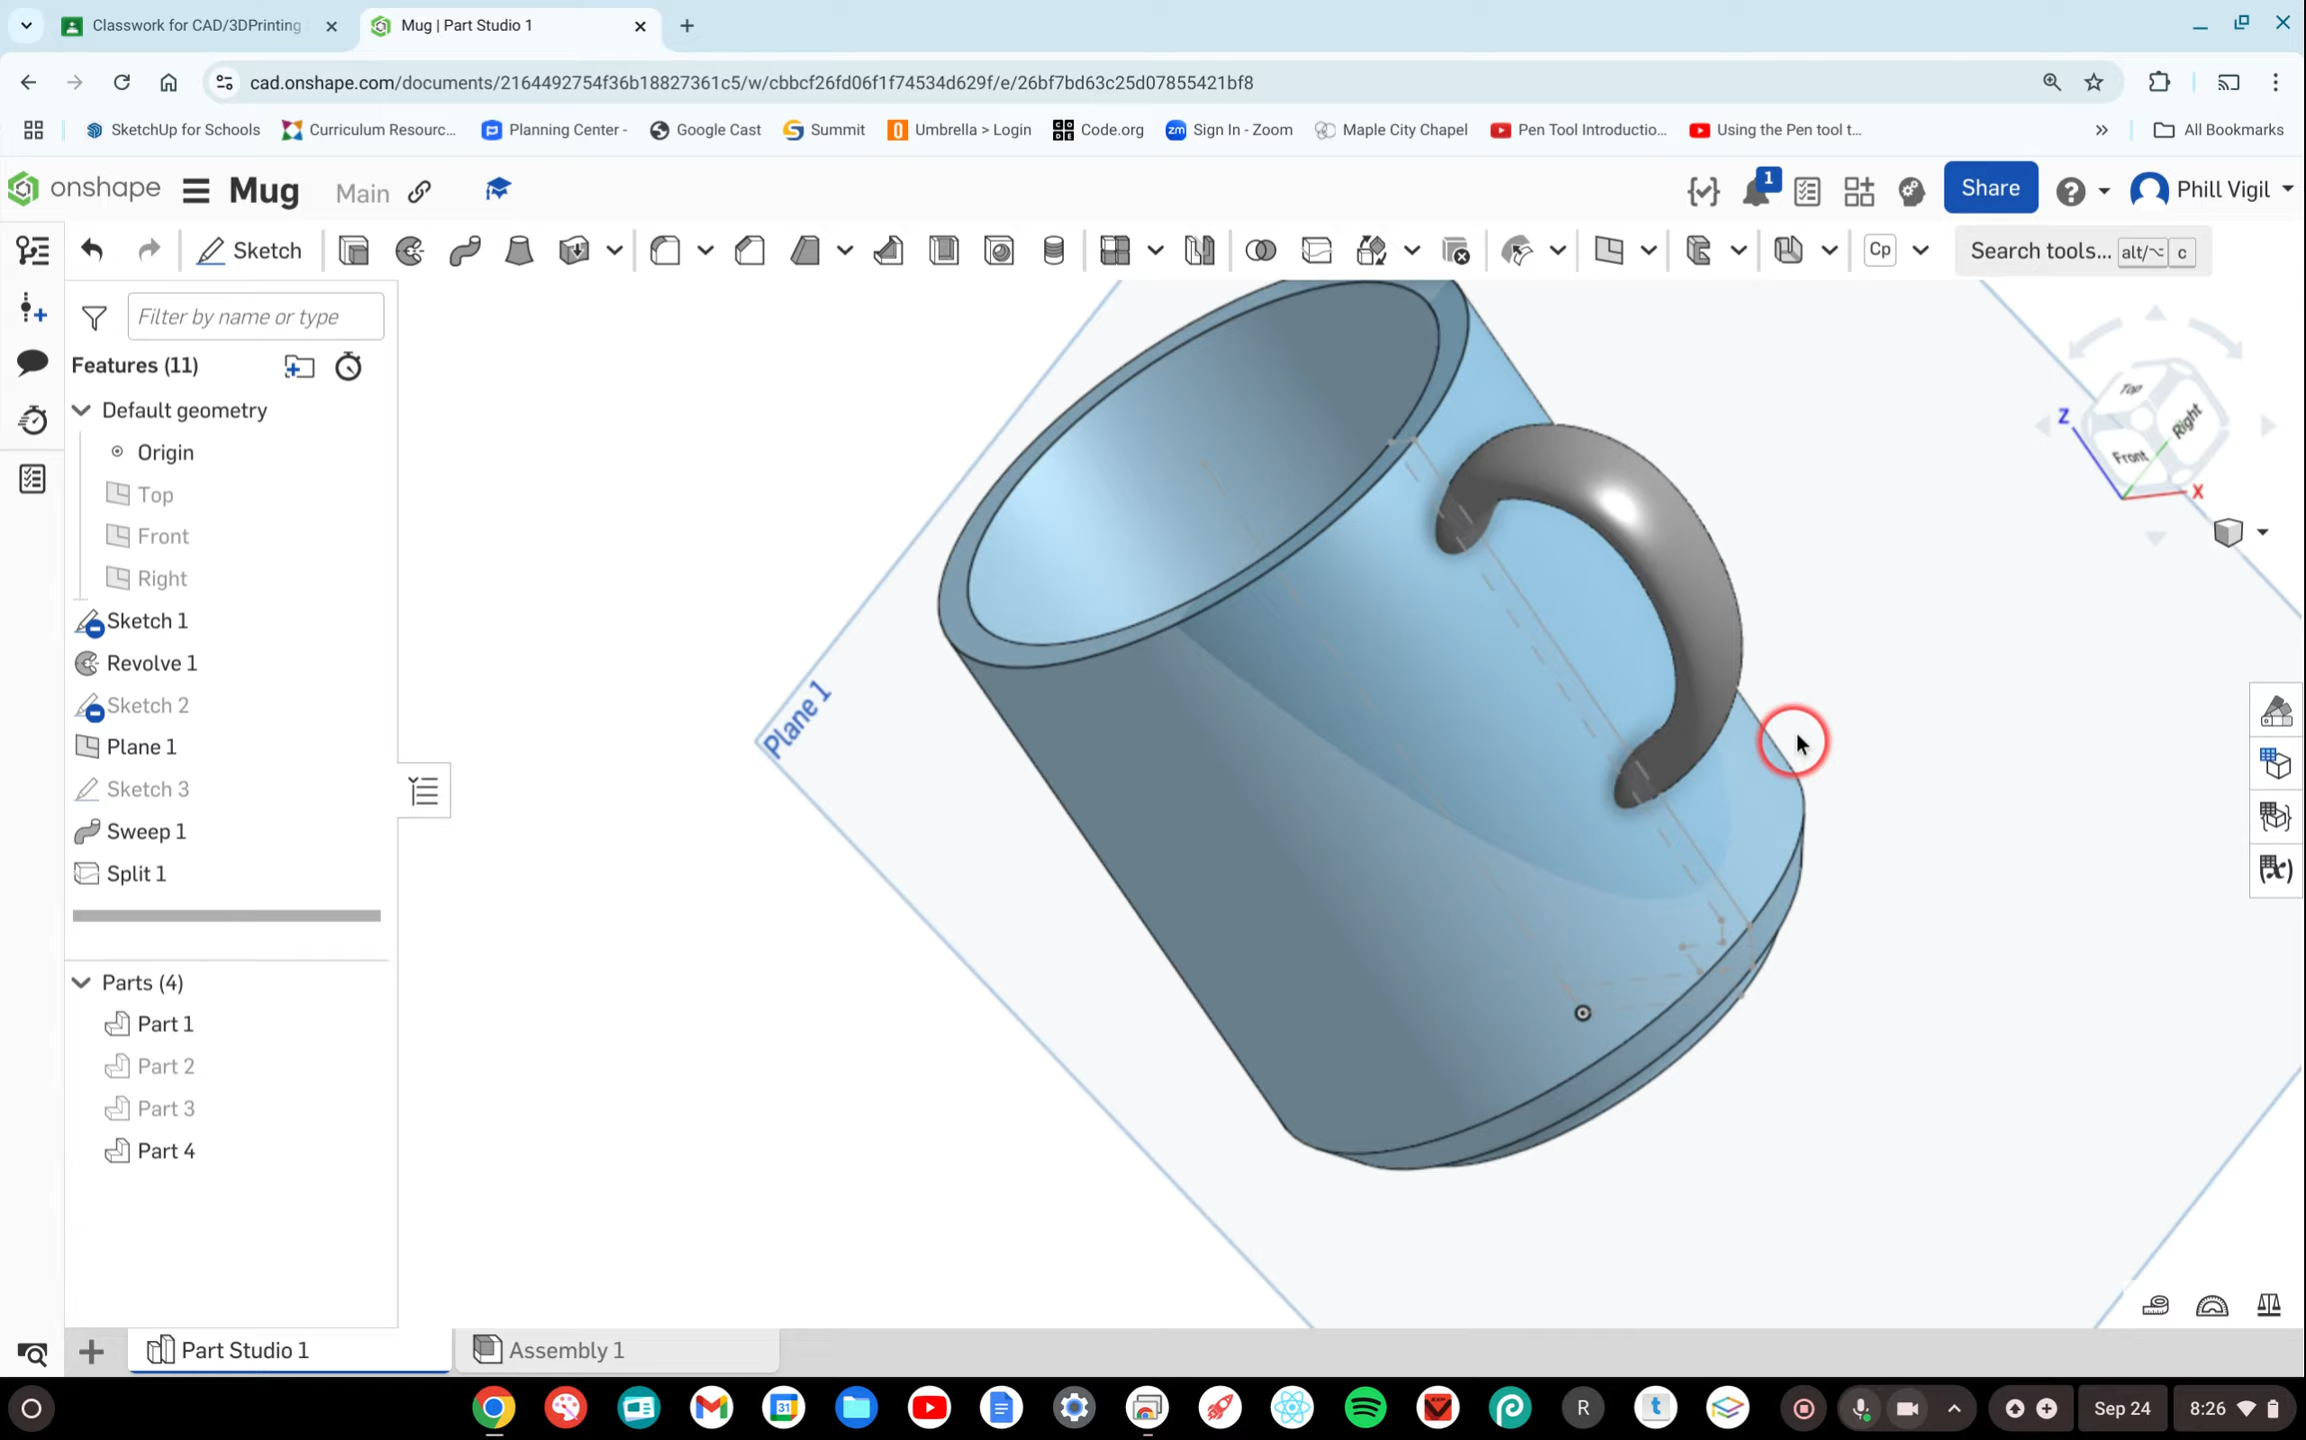 Classwork for CAD/3DPrinting
Mug | Part Studio 1
cad.onshape.com/documents/2164492754f36b18827361c5/w/cbbcf26fd06f1f74534d629f/e/26bf7bd63c25d07855421bf8
SketchUp for Schools
Curriculum Resourc...
Planning Center -
Google Cast
Summit
Umbrella > Login
Code.org
Sign In - Zoom
Maple City Chapel
Pen Tool Introductio...
Using the Pen tool t...
All Bookmarks
onshape
Mug
Main
1
Share
Phill Vigil
Sketch
Cp
Search tools... alt/⌥ c
Filter by name or type
Features (11)
Default geometry
Origin
Top
Front
Right
Sketch 1
Revolve 1
Sketch 2
Plane 1
Sketch 3
Sweep 1
Split 1
Parts (4)
Part 1
Part 2
Part 3
Part 4
Plane 1
Top
Front
Right
Z
X
Part Studio 1
Assembly 1
31
R
t
Sep 24
8:26